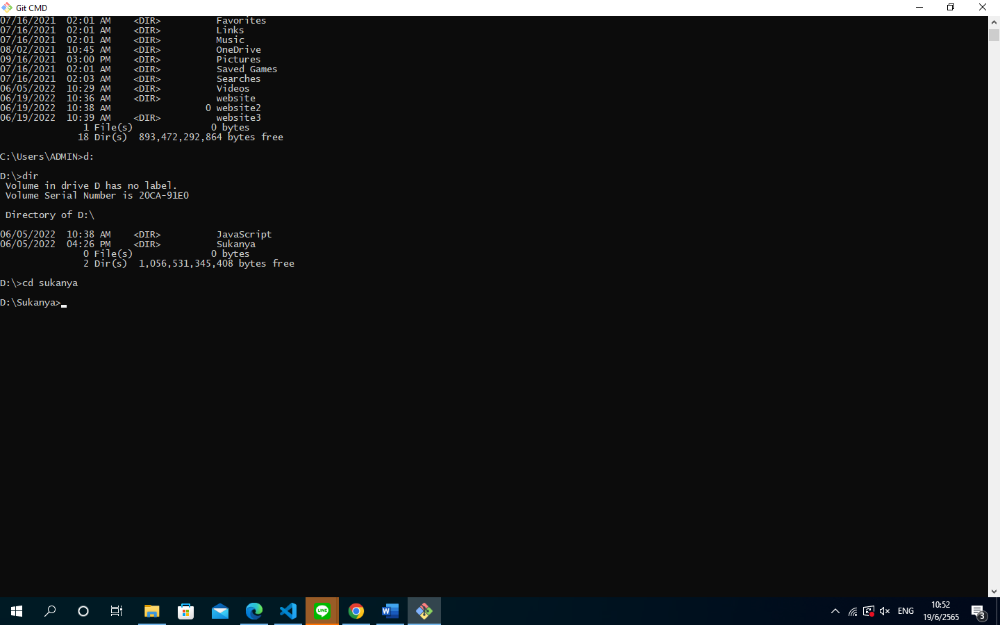 Git CMD
07/16/2021  02:01 AM    <DIR>          Favorites
07/16/2021  02:01 AM    <DIR>          Links
07/16/2021  02:01 AM    <DIR>          Music
08/02/2021  10:45 AM    <DIR>          OneDrive
09/16/2021  03:00 PM    <DIR>          Pictures
07/16/2021  02:01 AM    <DIR>          Saved Games
07/16/2021  02:03 AM    <DIR>          Searches
06/05/2022  10:29 AM    <DIR>          Videos
06/19/2022  10:36 AM    <DIR>          website
06/19/2022  10:38 AM                 0 website2
06/19/2022  10:39 AM    <DIR>          website3
               1 File(s)              0 bytes
              18 Dir(s)  893,472,292,864 bytes free
C:\Users\ADMIN>d:
D:\>dir
 Volume in drive D has no label.
 Volume Serial Number is 20CA-91E0
 Directory of D:\
06/05/2022  10:38 AM    <DIR>          JavaScript
06/05/2022  04:26 PM    <DIR>          Sukanya
               0 File(s)              0 bytes
               2 Dir(s)  1,056,531,345,408 bytes free
D:\>cd sukanya
D:\Sukanya>
LINE
W
ENG
10:52
19/6/2565
3